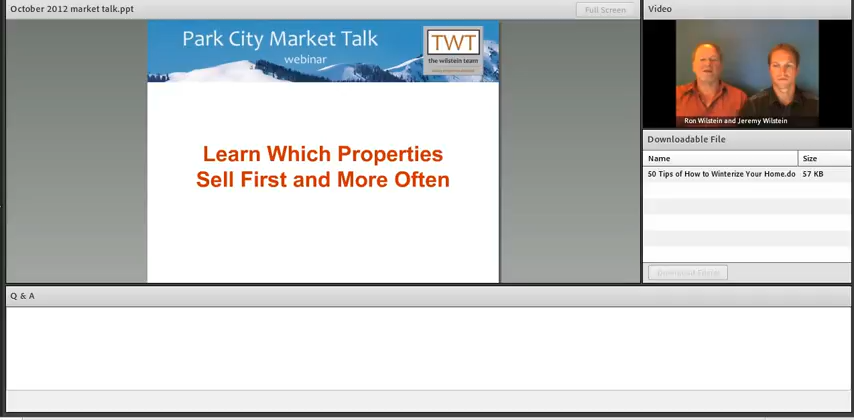 October 2012 market talk.ppt
Full Screen
Video
Park City Market Talk
webinar
TWT
the wilstein team
Learn Which Properties
Sell First and More Often
Ron Wilstein and Jeremy Wilstein
Downloadable File
Name
Size
50 Tips of How to Winterize Your Home.do
57 KB
Q & A